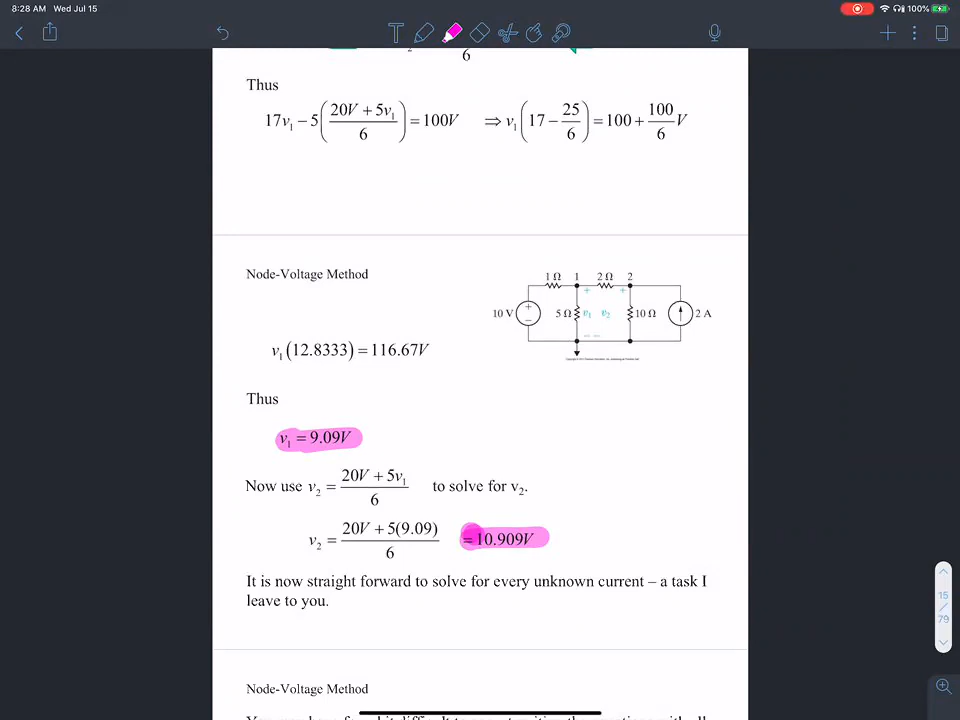 8:28 AM Wed Jul 15
100%
6
Thus
17v₁ − 5(20V + 5v₁ / 6) = 100V ⇒ v₁(17 − 25/6) = 100 + 100/6 V
Node-Voltage Method
1 Ω 1 2 Ω 2
10 V + − 5 Ω + v₁ v₂ + 10 Ω 2 A
v₁(12.8333) = 116.67V
Thus
v₁ = 9.09V
Now use v₂ = 20V + 5v₁ / 6 to solve for v₂.
v₂ = 20V + 5(9.09) / 6 = 10.909V
It is now straight forward to solve for every unknown current – a task I
leave to you.
15
/
79
Node-Voltage Method